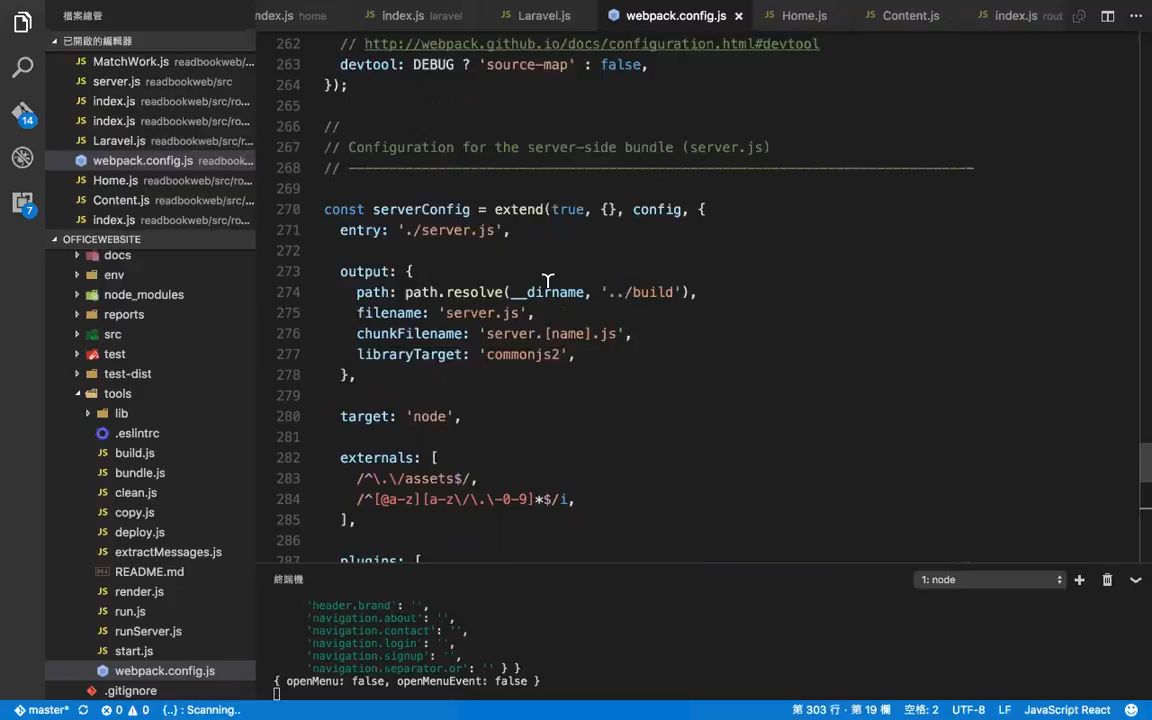 檔案總管
ndex.js home
index.js laravel
Laravel.js
webpack.config.js ×
Home.js
Content.js
index.js rout
已開啟的編輯器
MatchWork.js readbookweb/...
server.js readbookweb/src
index.js readbookweb/src/ro...
index.js readbookweb/src/ro...
Laravel.js readbookweb/src/r...
webpack.config.js readbook...
Home.js readbookweb/src/ro...
Content.js readbookweb/src/...
index.js readbookweb/src/ro...
14
7
OFFICEWEBSITE
docs
env
node_modules
reports
src
test
test-dist
tools
lib
.eslintrc
build.js
bundle.js
clean.js
copy.js
deploy.js
extractMessages.js
README.md
render.js
run.js
runServer.js
start.js
webpack.config.js
.gitignore
262 // http://webpack.github.io/docs/configuration.html#devtool
263 devtool: DEBUG ? 'source-map' : false,
264 });
265
266 //
267 // Configuration for the server-side bundle (server.js)
268 // -----------------------------------------------------------------------------
269
270 const serverConfig = extend(true, {}, config, {
271 entry: './server.js',
272
273 output: {
274 path: path.resolve(__dirname, '../build'),
275 filename: 'server.js',
276 chunkFilename: 'server.[name].js',
277 libraryTarget: 'commonjs2',
278 },
279
280 target: 'node',
281
282 externals: [
283 /^\.\/assets$/,
284 /^[@a-z][a-z\/\.\-0-9]*$/i,
285 ],
286
287 plugins: [
終端機
1: node
'header.brand': '',
'navigation.about': '',
'navigation.contact': '',
'navigation.login': '',
'navigation.signup': '',
'navigation.separator.or': '' } }
{ openMenu: false, openMenuEvent: false }
master* 0 0 {..} : Scanning..
第 303 行，第 19 欄 空格: 2 UTF-8 LF JavaScript React